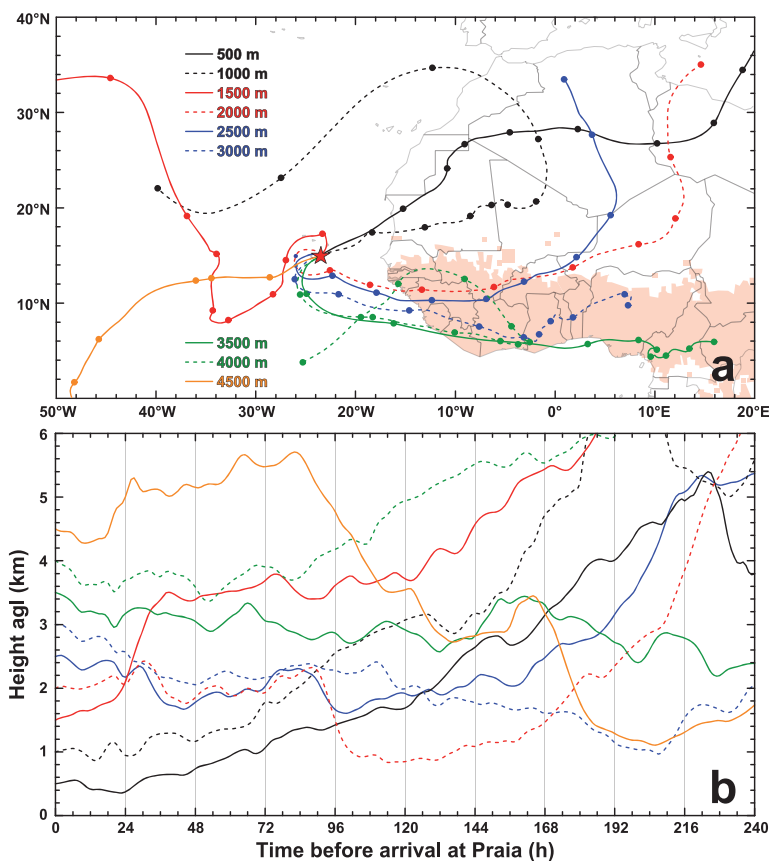 40°N
30°N
20°N
10°N
500 m
1000 m
1500 m
2000 m
2500 m
3000 m
3500 m
4000 m
4500 m
a
50°W 40°W 30°W 20°W 10°W 0°W 10°E 20°E
6
5
4
3
2
1
0
Height agl (km)
b
0 24 48 72 96 120 144 168 192 216 240
Time before arrival at Praia (h)